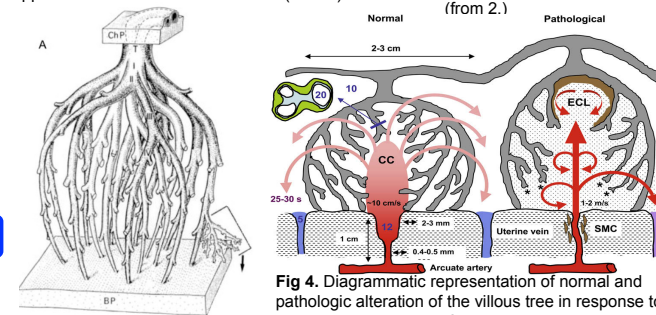 (from 2.)
Normal
Pathological
A
ChP
T
II
BP
2-3 cm
20
10
CC
ECL
25-30 s
~10 cm/s
5
12
2-3 mm
1 cm
0.4-0.5 mm
Arcuate artery
Uterine vein
1-2 m/s
SMC
* *
* *
Fig 4. Diagrammatic representation of normal and
pathologic alteration of the villous tree in response to